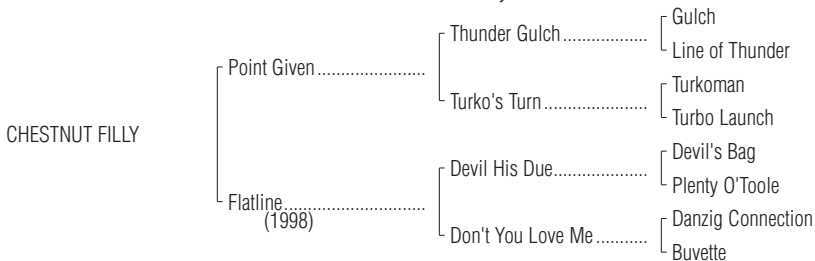 Gulch
Thunder Gulch..................
Line of Thunder
Point Given.......................
Turkoman
Turko's Turn......................
Turbo Launch
CHESTNUT FILLY
Devil's Bag
Devil His Due....................
Plenty O'Toole
Flatline..............................
(1998)
Danzig Connection
Don't You Love Me...........
Buvette